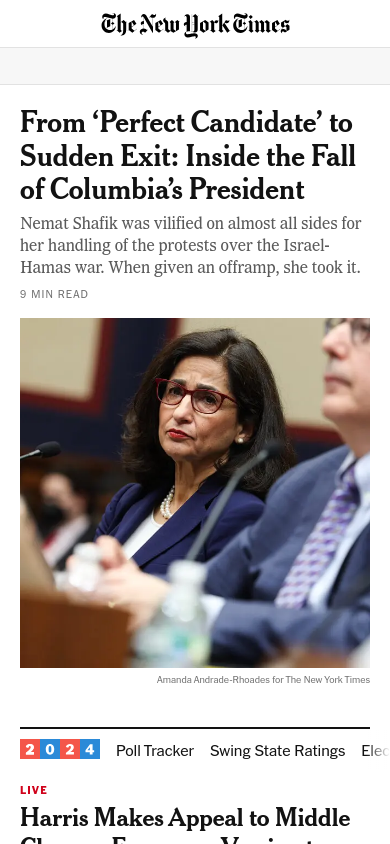 The New York Times
From ‘Perfect Candidate’ to
Sudden Exit: Inside the Fall
of Columbia’s President
Nemat Shafik was vilified on almost all sides for
her handling of the protests over the Israel-
Hamas war. When given an offramp, she took it.
9 MIN READ
Amanda Andrade-Rhoades for The New York Times
2024 Poll Tracker Swing State Ratings Elec
LIVE
Harris Makes Appeal to Middle